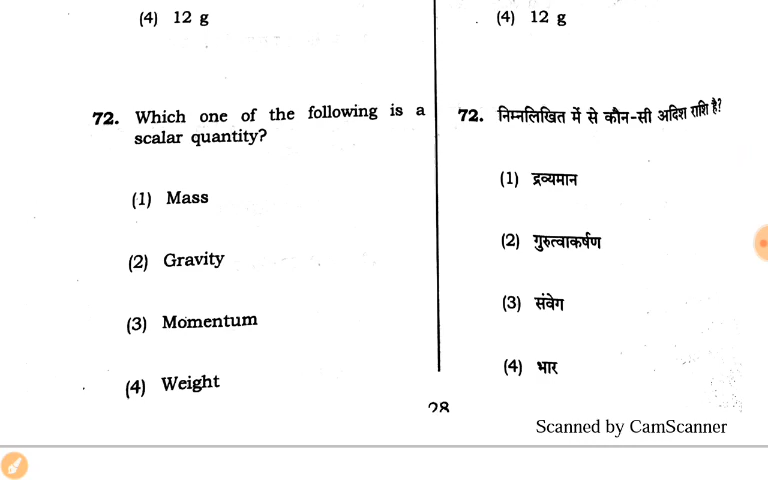 (4) 12 g
72. Which one of the following is a
scalar quantity?
(1) Mass
(2) Gravity
(3) Momentum
(4) Weight
(4) 12 g
72. निम्नलिखित में से कौन-सी अदिश राशि है?
(1) द्रव्यमान
(2) गुरुत्वाकर्षण
(3) संवेग
(4) भार
28
Scanned by CamScanner